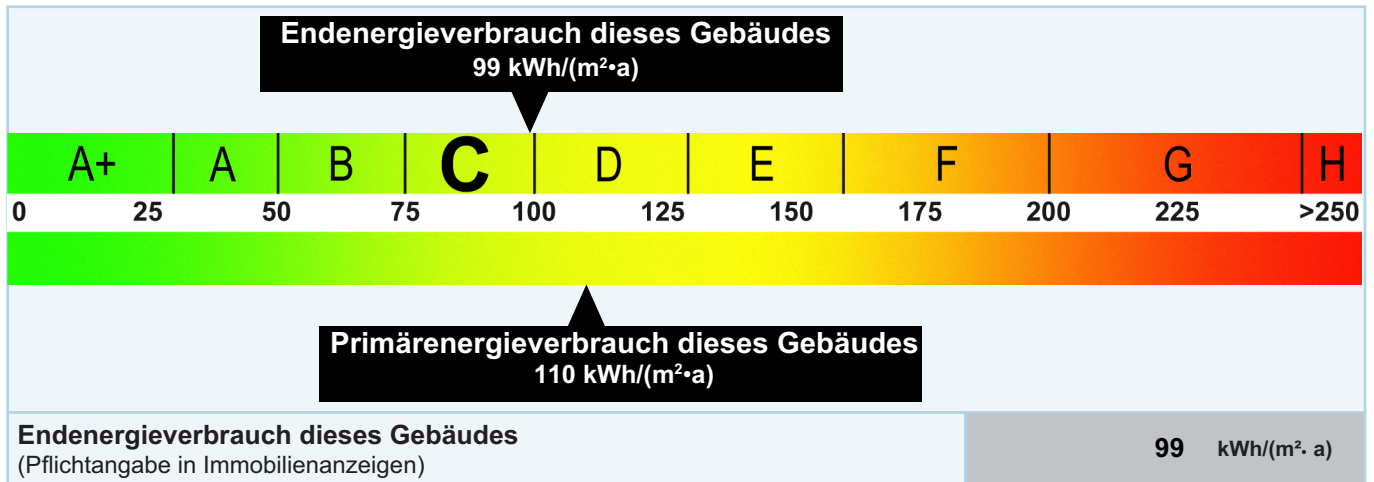 Endenergieverbrauch dieses Gebäudes
99 kWh/(m²•a)
A+ A B C D E F G H
0 25 50 75 100 125 150 175 200 225 >250
Primärenergieverbrauch dieses Gebäudes
110 kWh/(m²•a)
Endenergieverbrauch dieses Gebäudes
(Pflichtangabe in Immobilienanzeigen)
99 kWh/(m²· a)